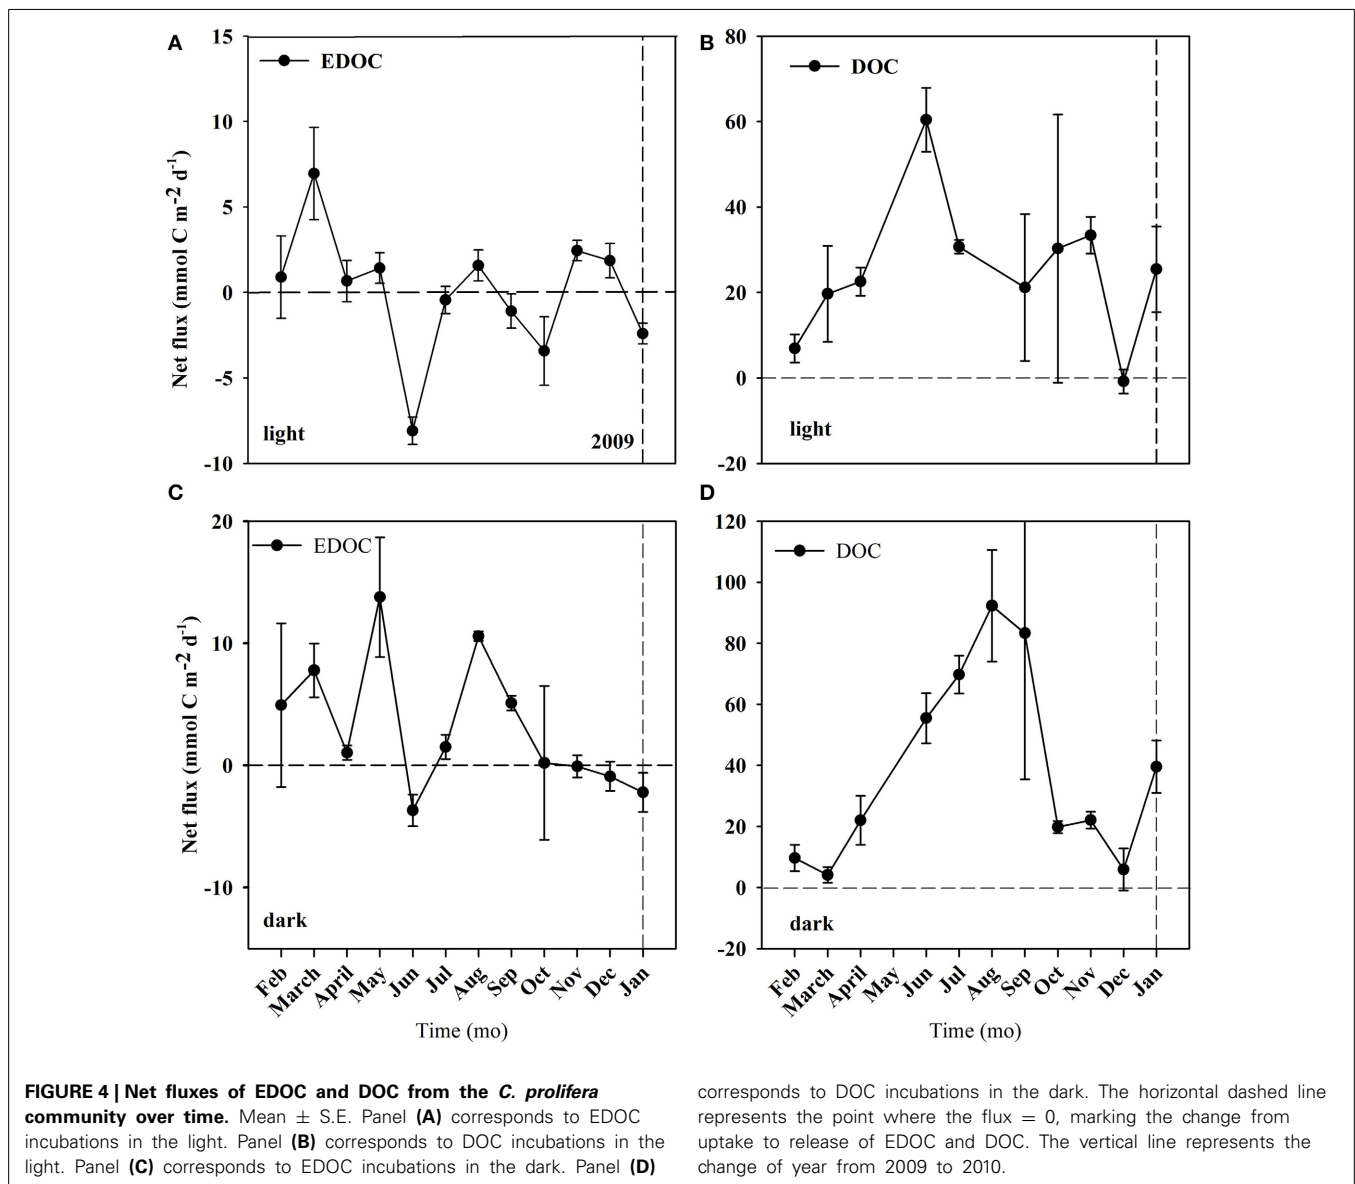 A
15
10
5
0
-5
-10
Net flux (mmol C m-2 d-1)
EDOC
light
2009
B
80
60
40
20
0
-20
DOC
light
C
20
10
0
-10
Net flux (mmol C m-2 d-1)
EDOC
dark
Feb
March
April
May
Jun
Jul
Aug
Sep
Oct
Nov
Dec
Jan
Time (mo)
D
120
100
80
60
40
20
0
-20
DOC
dark
Feb
March
April
May
Jun
Jul
Aug
Sep
Oct
Nov
Dec
Jan
Time (mo)
FIGURE 4 | Net fluxes of EDOC and DOC from the C. prolifera
community over time. Mean ± S.E. Panel (A) corresponds to EDOC
incubations in the light. Panel (B) corresponds to DOC incubations in the
light. Panel (C) corresponds to EDOC incubations in the dark. Panel (D)
corresponds to DOC incubations in the dark. The horizontal dashed line
represents the point where the flux = 0, marking the change from
uptake to release of EDOC and DOC. The vertical line represents the
change of year from 2009 to 2010.